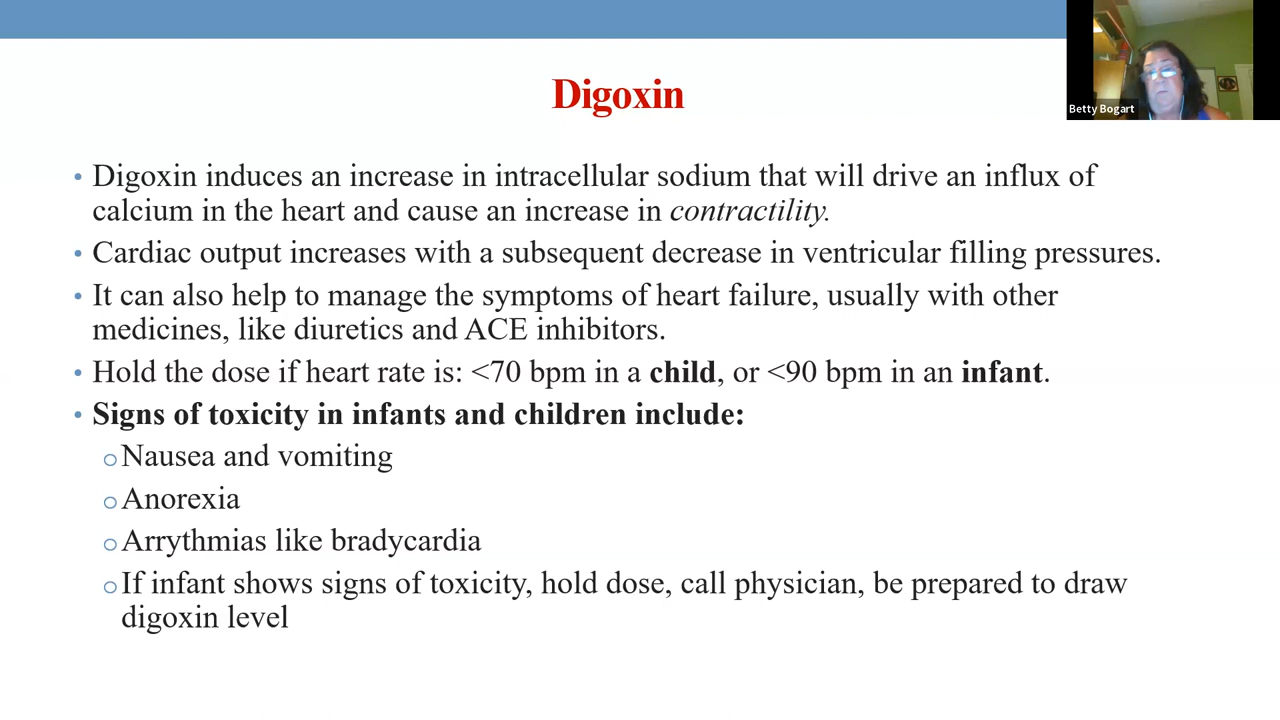 Betty Bogart
Digoxin
• Digoxin induces an increase in intracellular sodium that will drive an influx of
calcium in the heart and cause an increase in contractility.
• Cardiac output increases with a subsequent decrease in ventricular filling pressures.
• It can also help to manage the symptoms of heart failure, usually with other
medicines, like diuretics and ACE inhibitors.
• Hold the dose if heart rate is: <70 bpm in a child, or <90 bpm in an infant.
• Signs of toxicity in infants and children include:
o Nausea and vomiting
o Anorexia
o Arrythmias like bradycardia
o If infant shows signs of toxicity, hold dose, call physician, be prepared to draw
digoxin level